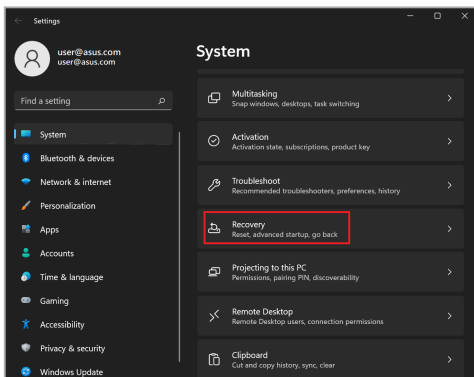 Settings
user@asus.com
user@asus.com
Find a setting
System
Bluetooth & devices
Network & internet
Personalization
Apps
Accounts
Time & language
Gaming
Accessibility
Privacy & security
Windows Update
System
Multitasking
Snap windows, desktops, task switching
Activation
Activation state, subscriptions, product key
Troubleshoot
Recommended troubleshooters, preferences, history
Recovery
Reset, advanced startup, go back
Projecting to this PC
Permissions, pairing PIN, discoverability
Remote Desktop
Remote Desktop users, connection permissions
Clipboard
Cut and copy history, sync, clear